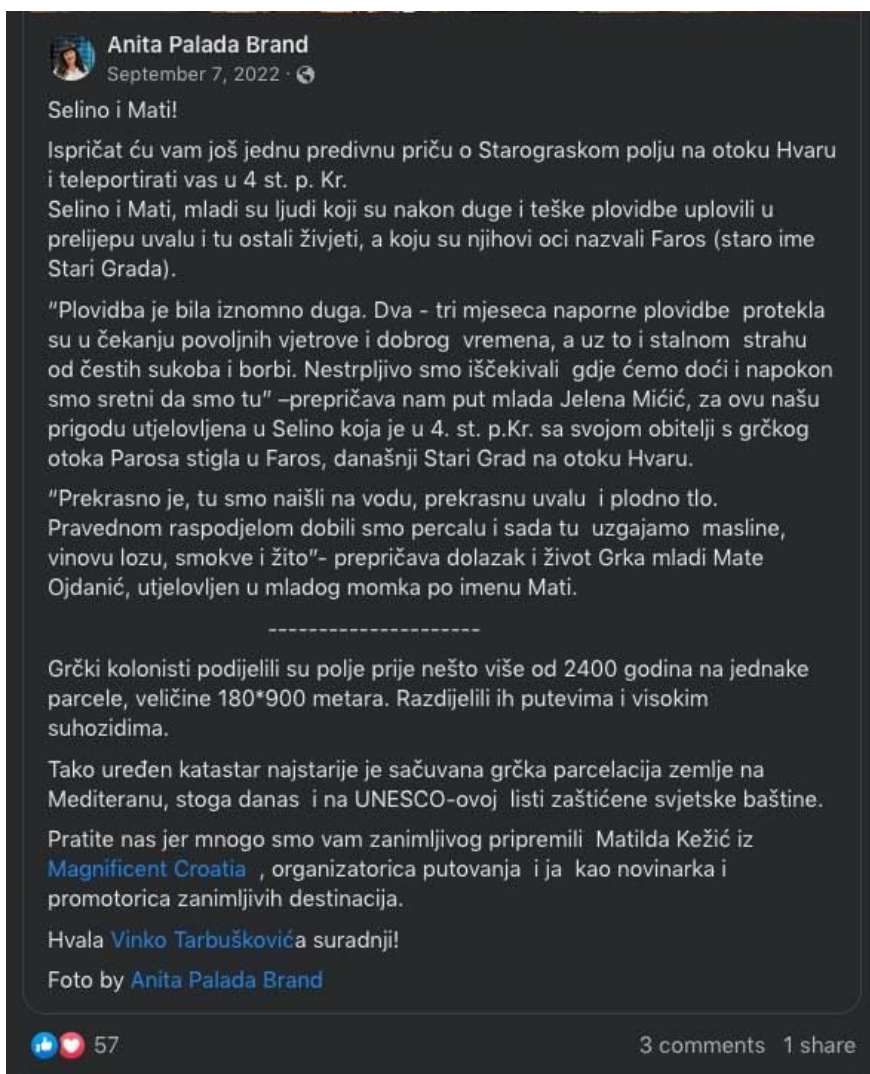 Anita Palada Brand
September 7, 2022 ·
Selino i Mati!
Ispričat ću vam još jednu predivnu priču o Starograskom polju na otoku Hvaru
i teleportirati vas u 4 st. p. Kr.
Selino i Mati, mladi su ljudi koji su nakon duge i teške plovidbe uplovili u
prelijepu uvalu i tu ostali živjeti, a koju su njihovi oci nazvali Faros (staro ime
Stari Grada).
“Plovidba je bila iznomno duga. Dva - tri mjeseca naporne plovidbe protekla
su u čekanju povoljnih vjetrove i dobrog vremena, a uz to i stalnom strahu
od čestih sukoba i borbi. Nestrpljivo smo iščekivali gdje ćemo doći i napokon
smo sretni da smo tu” –prepričava nam put mlada Jelena Mićić, za ovu našu
prigodu utjelovljena u Selino koja je u 4. st. p.Kr. sa svojom obitelji s grčkog
otoka Parosa stigla u Faros, današnji Stari Grad na otoku Hvaru.
“Prekrasno je, tu smo naišli na vodu, prekrasnu uvalu i plodno tlo.
Pravednom raspodjelom dobili smo percalu i sada tu uzgajamo masline,
vinovu lozu, smokve i žito”- prepričava dolazak i život Grka mladi Mate
Ojdanić, utjelovljen u mladog momka po imenu Mati.
---------------------
Grčki kolonisti podijelili su polje prije nešto više od 2400 godina na jednake
parcele, veličine 180*900 metara. Razdijelili ih putevima i visokim
suhozidima.
Tako uređen katastar najstarije je sačuvana grčka parcelacija zemlje na
Mediteranu, stoga danas i na UNESCO-ovoj listi zaštićene svjetske baštine.
Pratite nas jer mnogo smo vam zanimljivog pripremili Matilda Kežić iz
Magnificent Croatia , organizatorica putovanja i ja kao novinarka i
promotorica zanimljivih destinacija.
Hvala Vinko Tarbuškovića suradnji!
Foto by Anita Palada Brand
57
3 comments 1 share